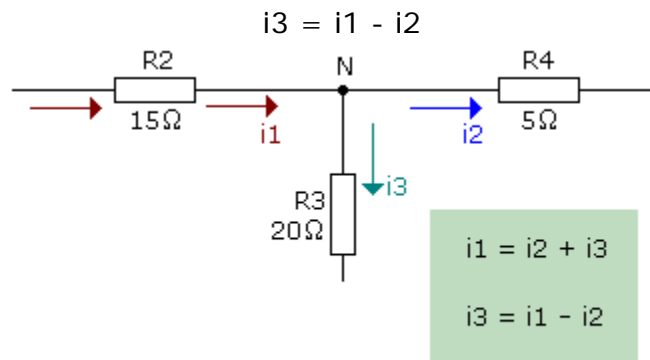 i3 = i1 - i2
R2
N
R4
15Ω
i1
i2
5Ω
R3
i3
20Ω
i1 = i2 + i3
i3 = i1 - i2